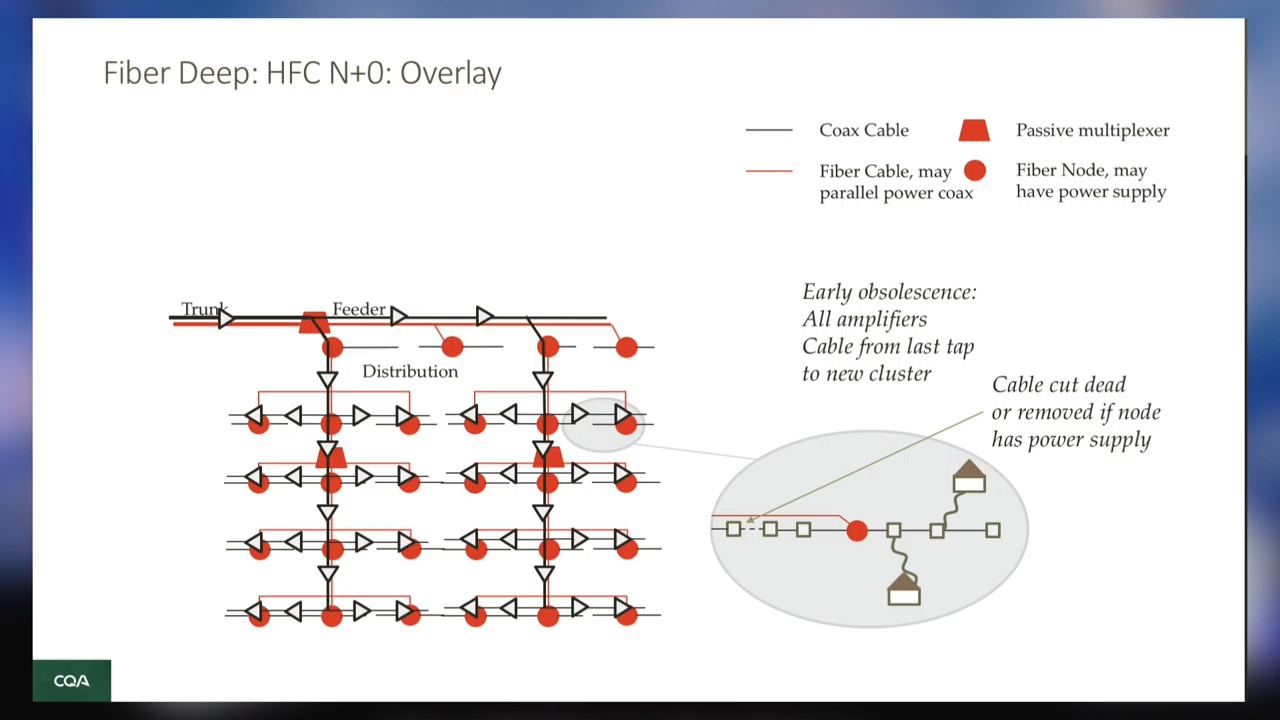 Fiber Deep: HFC N+0: Overlay
Coax Cable
Passive multiplexer
Fiber Cable, may
parallel power coax
Fiber Node, may
have power supply
Trunk
Feeder
Distribution
Early obsolescence:
All amplifiers
Cable from last tap
to new cluster
Cable cut dead
or removed if node
has power supply
CQA